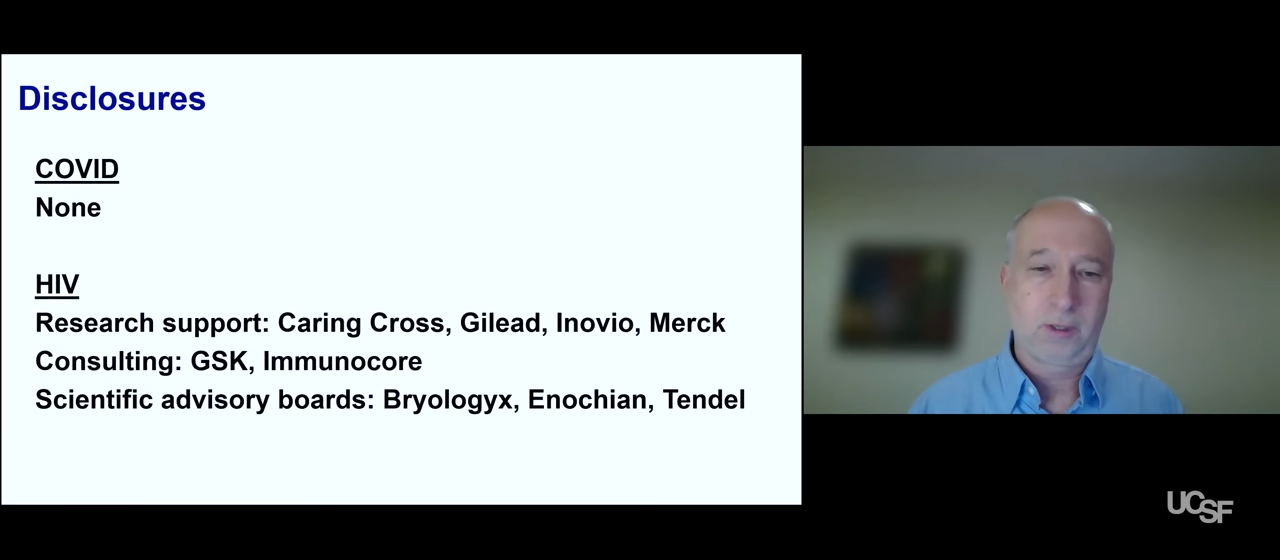 Disclosures
COVID
None
HIV
Research support: Caring Cross, Gilead, Inovio, Merck
Consulting: GSK, Immunocore
Scientific advisory boards: Bryologyx, Enochian, Tendel
UCSF